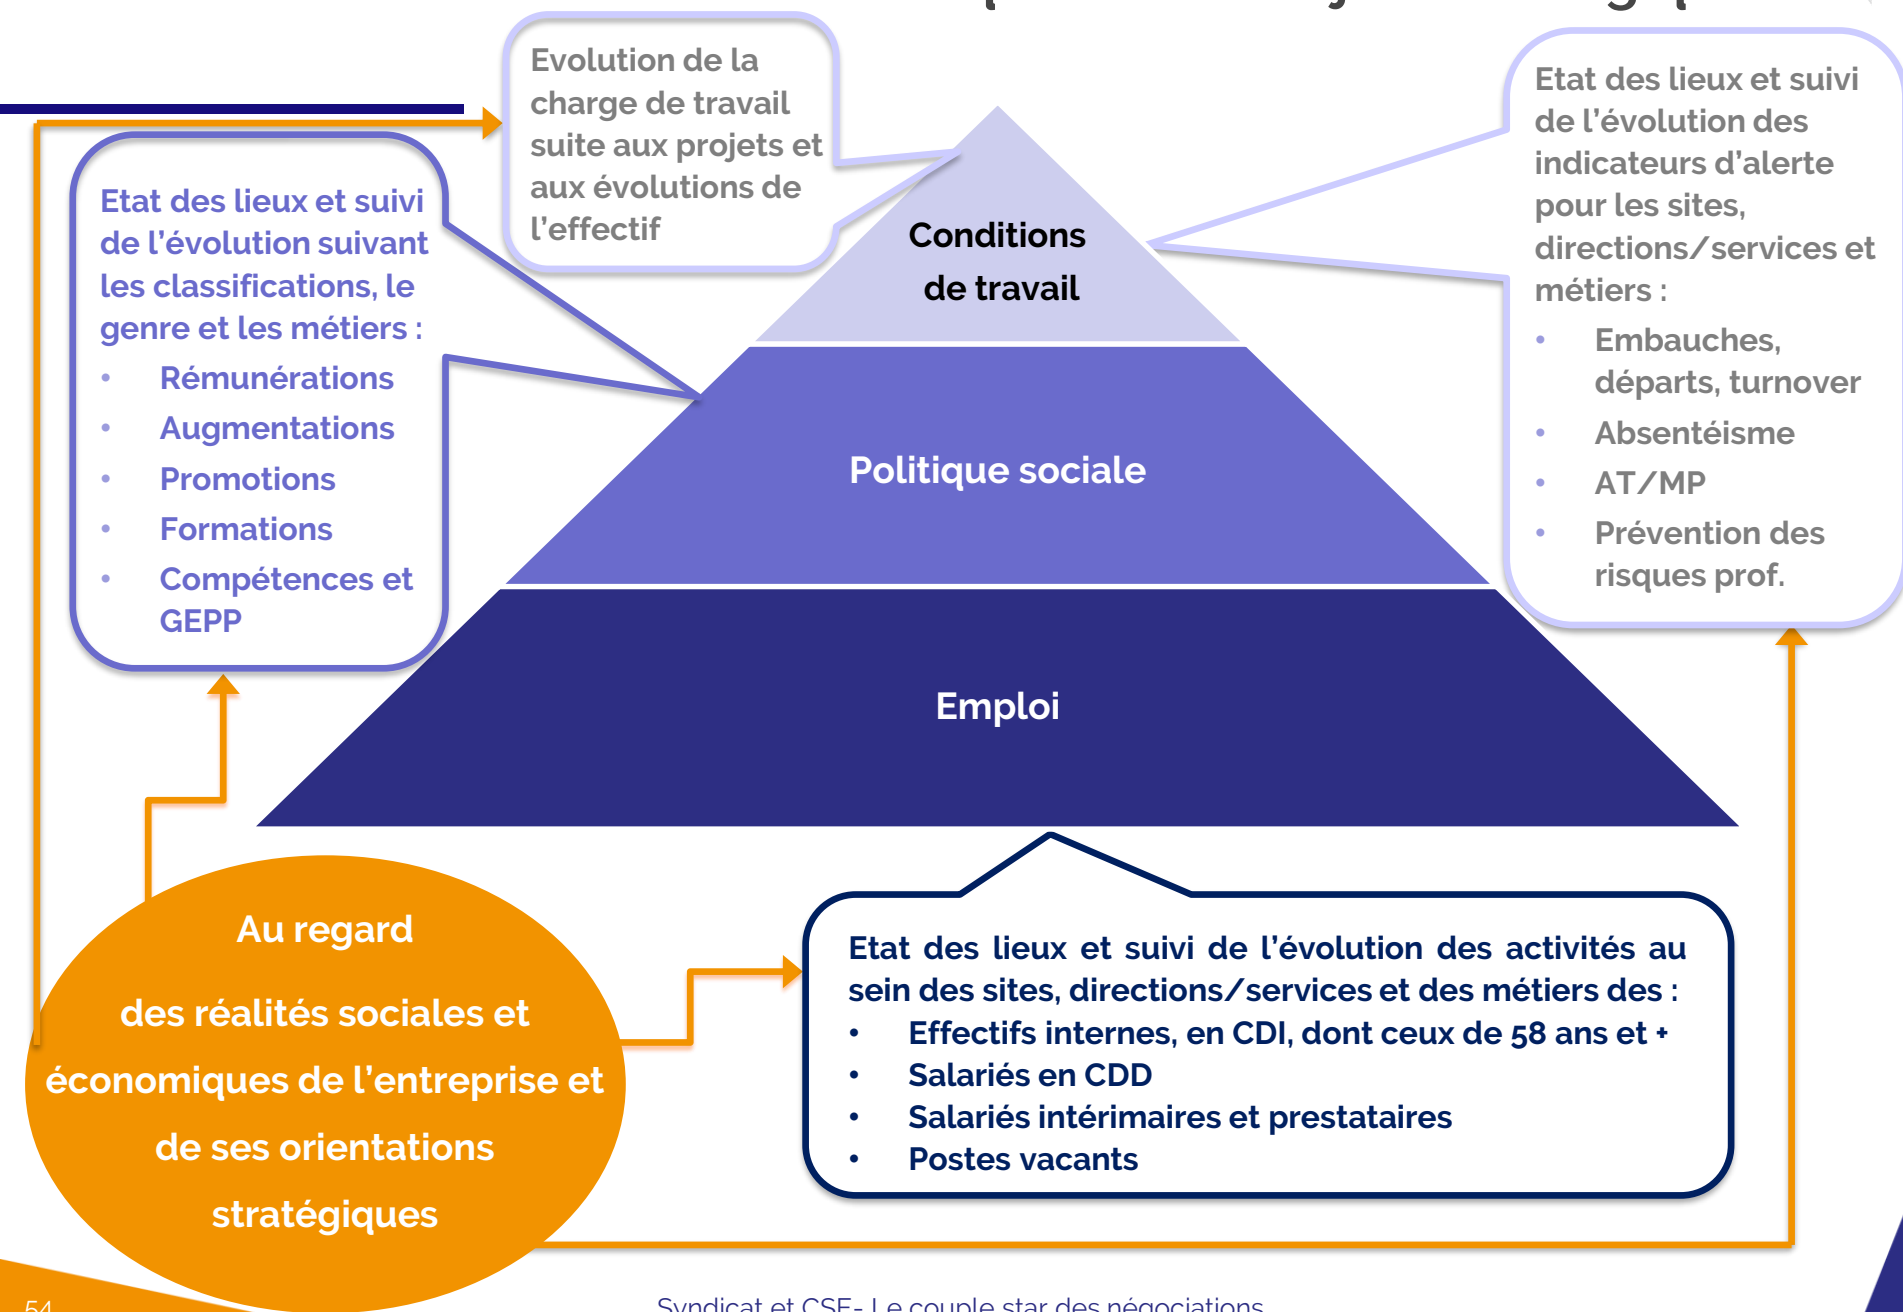 Evolution de la
charge de travail
suite aux projets et
aux évolutions de
l’effectif
Etat des lieux et suivi
de l’évolution des
indicateurs d’alerte
pour les sites,
directions/services et
métiers :
• Embauches,
départs, turnover
• Absentéisme
• AT/MP
• Prévention des
risques prof.
Etat des lieux et suivi
de l’évolution suivant
les classifications, le
genre et les métiers :
• Rémunérations
• Augmentations
• Promotions
• Formations
• Compétences et
GEPP
Conditions
de travail
Politique sociale
Emploi
Au regard
des réalités sociales et
économiques de l’entreprise et
de ses orientations
stratégiques
Etat des lieux et suivi de l’évolution des activités au
sein des sites, directions/services et des métiers des :
• Effectifs internes, en CDI, dont ceux de 58 ans et +
• Salariés en CDD
• Salariés intérimaires et prestataires
• Postes vacants
54
Syndicat et CSE- Le couple star des négociations